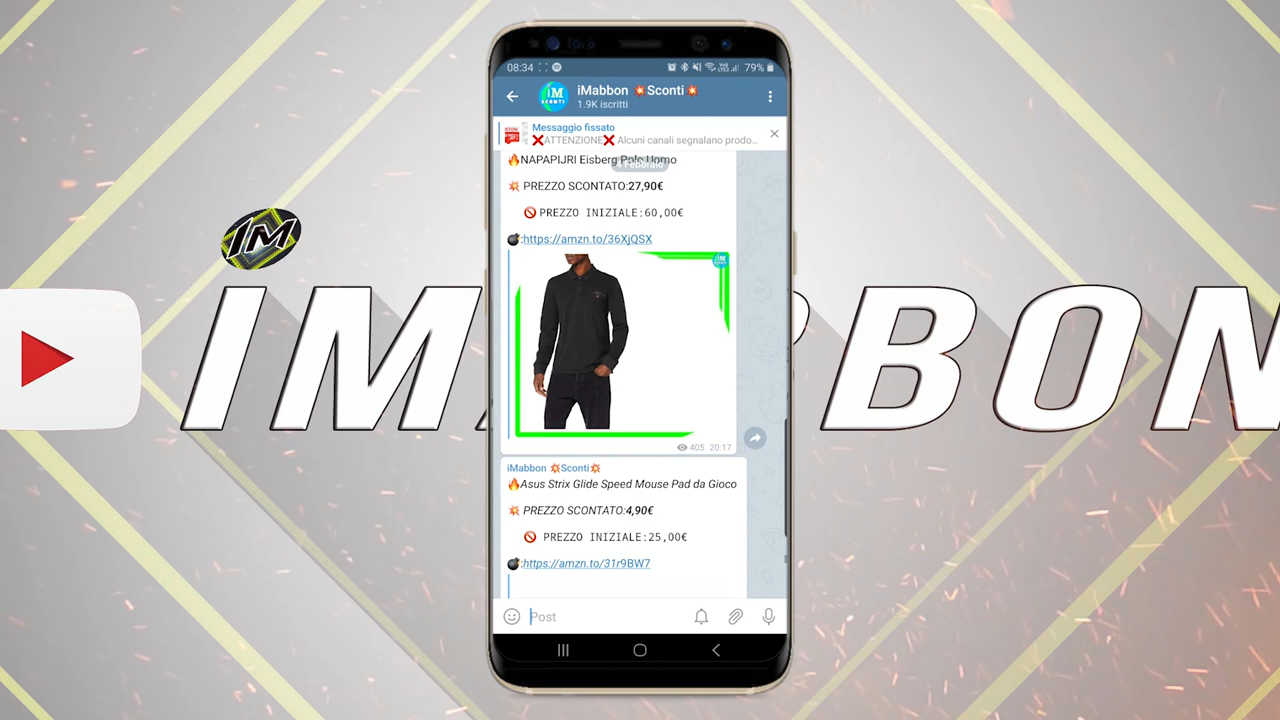 08:34
79%
iMabbon 💥Sconti💥
1.9K iscritti
Messaggio fissato
❌ATTENZIONE❌ Alcuni canali segnalano prodo...
🔥NAPAPIJRI Eisberg Polo Uomo
4 Febbraio
💥 PREZZO SCONTATO:27,90€
🚫PREZZO INIZIALE:60,00€
💣:https://amzn.to/36XjQSX
405 20:17
iMabbon 💥Sconti💥
🔥Asus Strix Glide Speed Mouse Pad da Gioco
💥 PREZZO SCONTATO:4,90€
🚫 PREZZO INIZIALE:25,00€
💣:https://amzn.to/31r9BW7
Post
IM
IM
SCONTI
BON